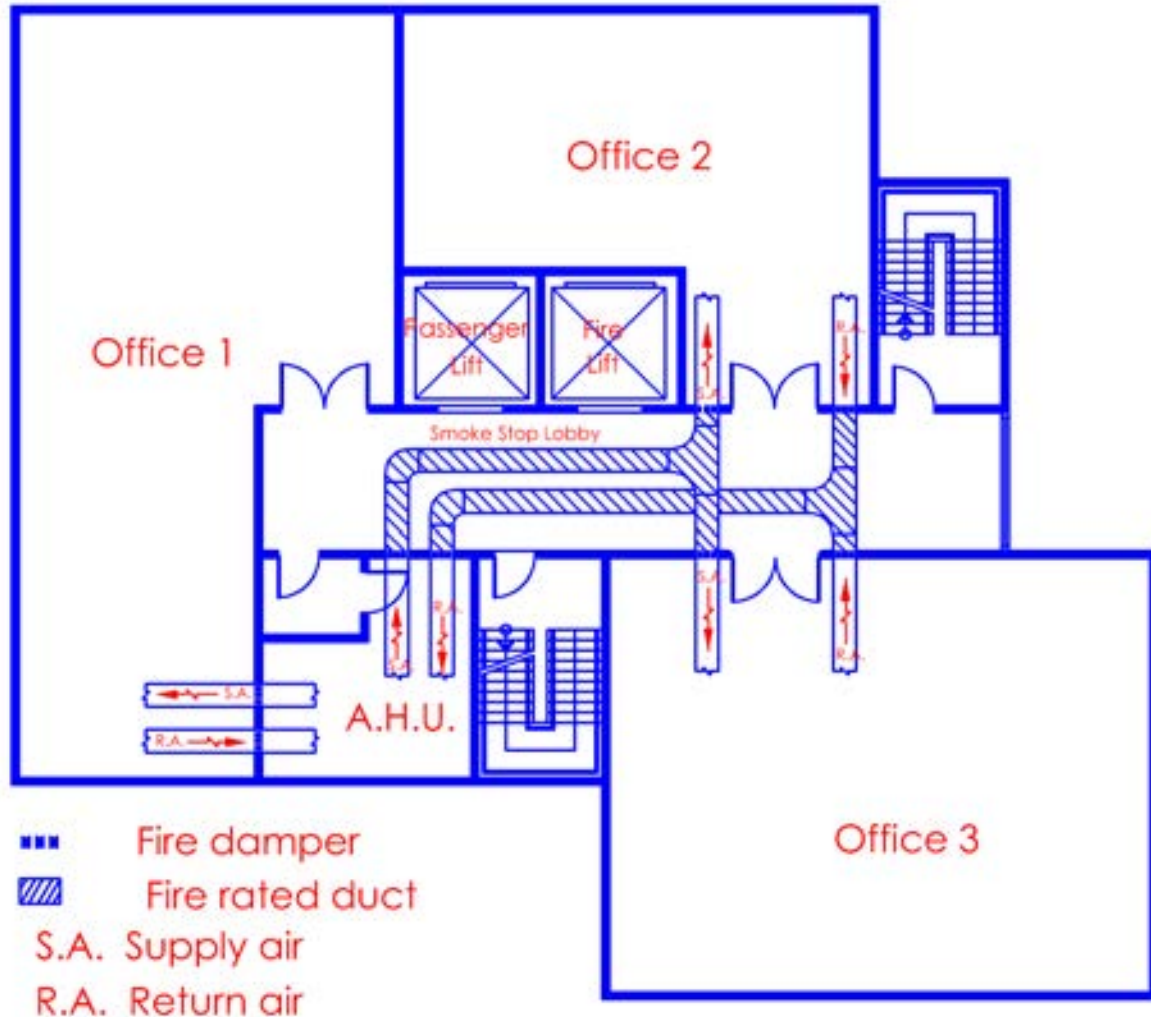 Office 2
Office 1
Passenger
Lift
Fire
Lift
R.A.
S.A.
Smoke Stop Lobby
S.A.
R.A.
S.A.
R.A.
S.A.
A.H.U.
R.A.
Office 3
Fire damper
Fire rated duct
S.A. Supply air
R.A. Return air